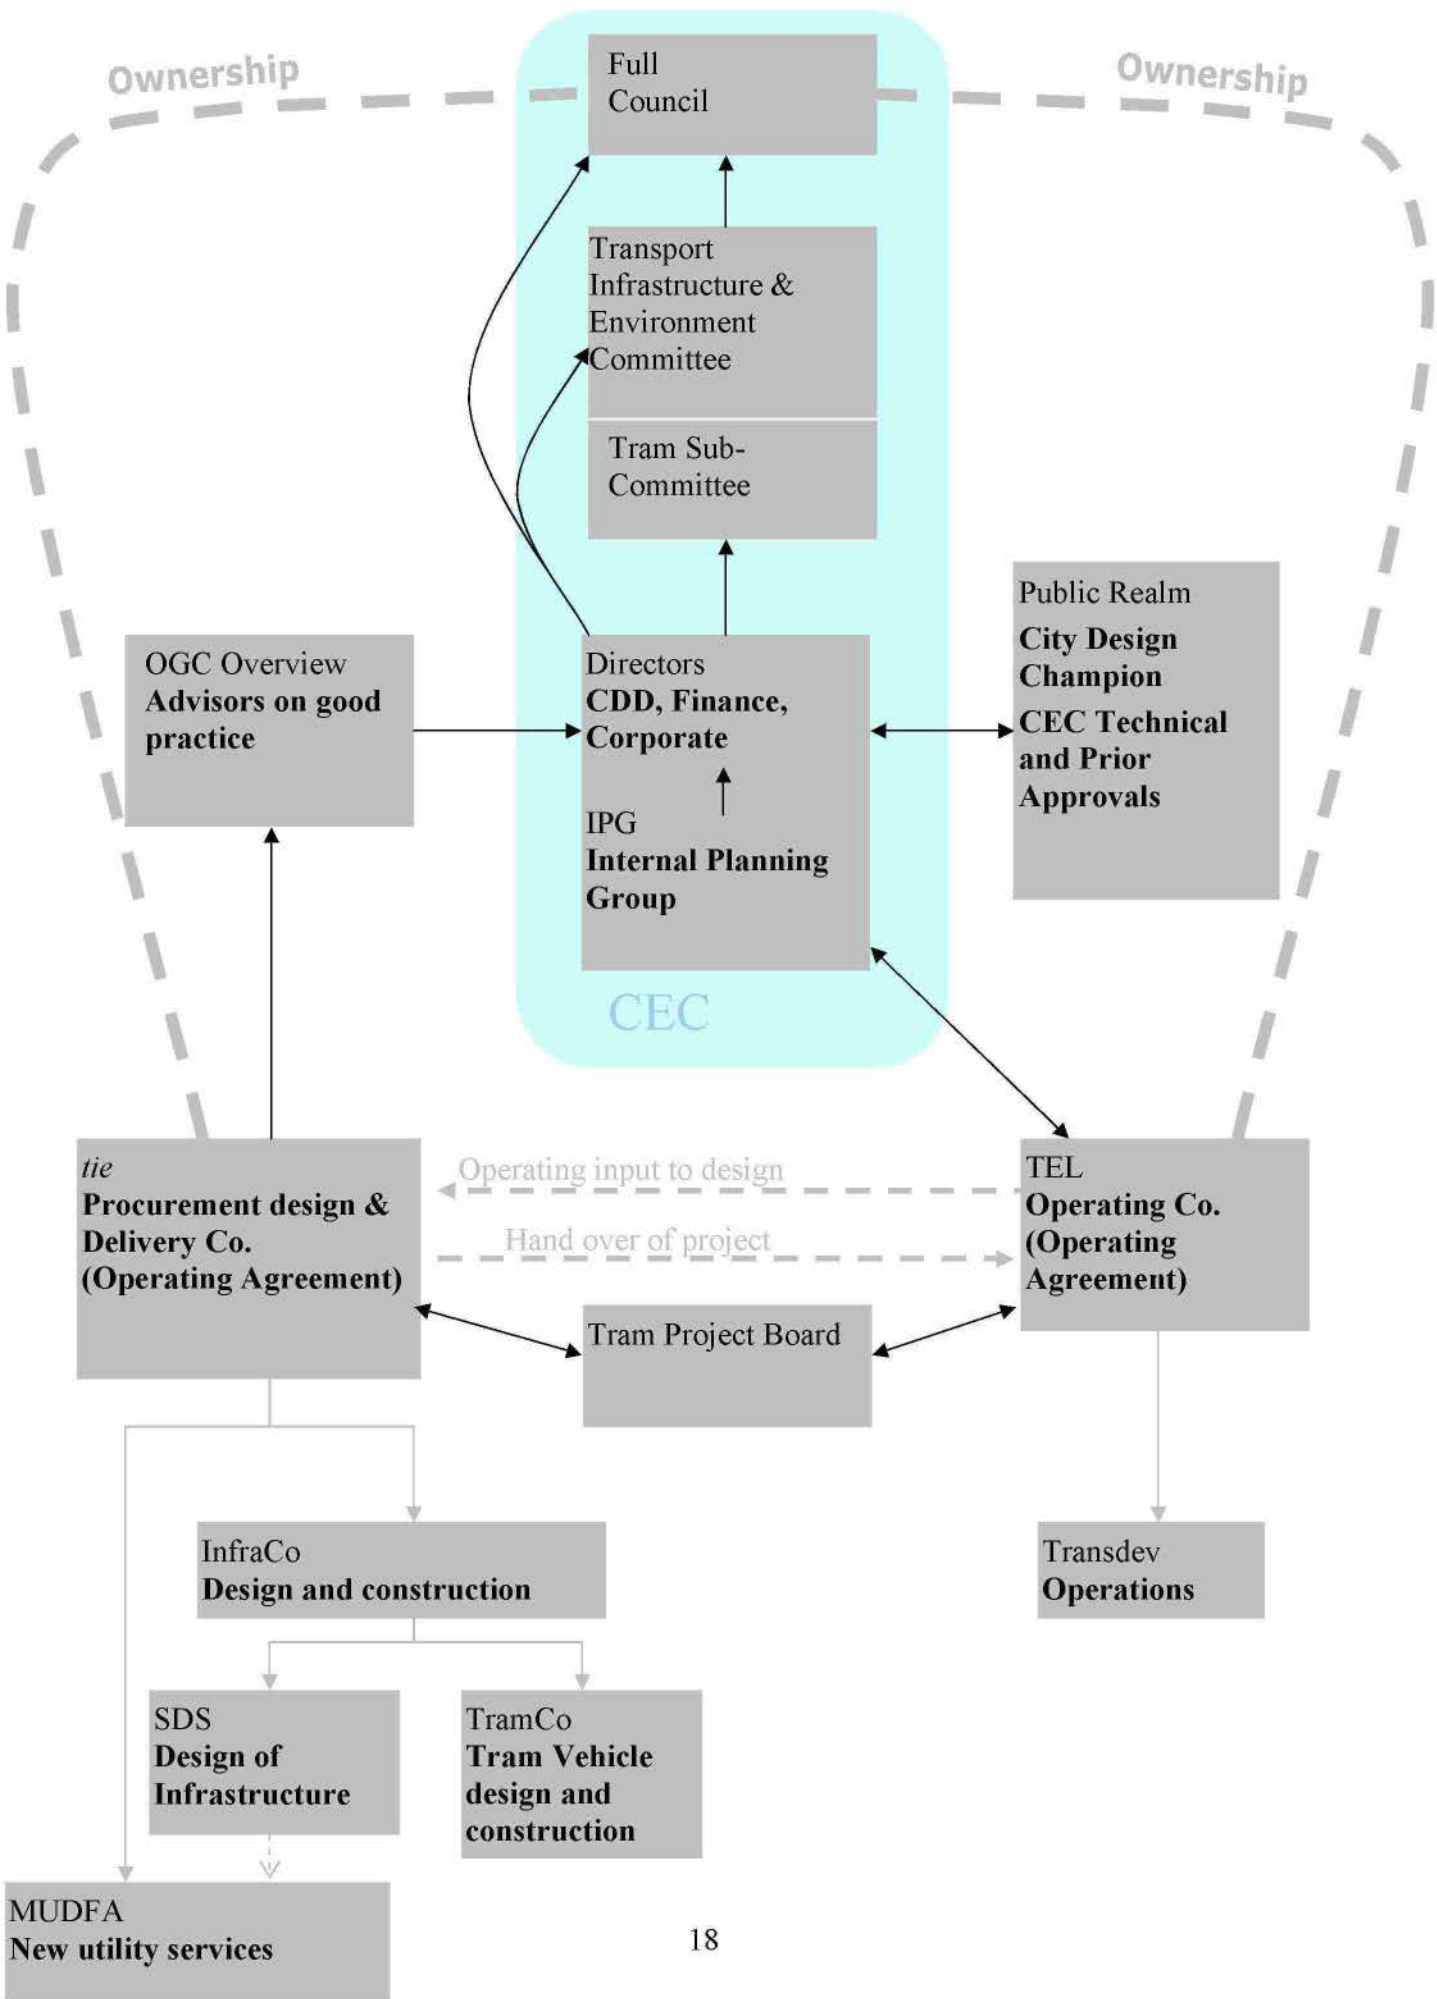 Ownership
Ownership
Full
Council
Transport
Infrastructure &
Environment
Committee
Tram Sub-
Committee
OGC Overview
Advisors on good
practice
Directors
CDD, Finance,
Corporate
IPG
Internal Planning
Group
Public Realm
City Design
Champion
CEC Technical
and Prior
Approvals
CEC
tie
Procurement design &
Delivery Co.
(Operating Agreement)
Operating input to design
Hand over of project
TEL
Operating Co.
(Operating
Agreement)
Tram Project Board
InfraCo
Design and construction
Transdev
Operations
SDS
Design of
Infrastructure
TramCo
Tram Vehicle
design and
construction
MUDFA
New utility services
18